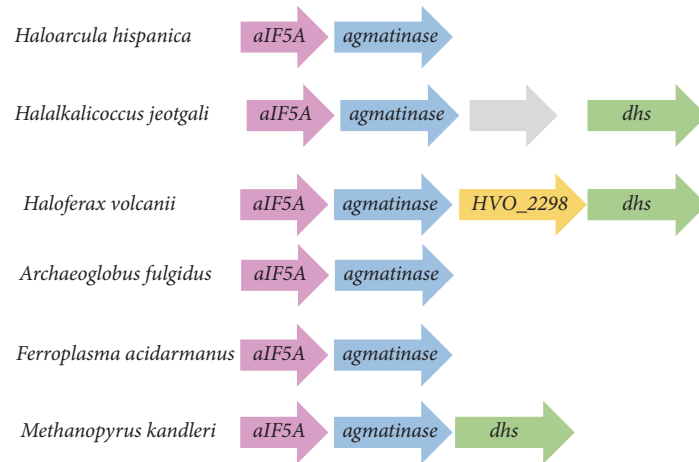 Haloarcula hispanica aIF5A agmatinase
Halalkalicoccus jeotgali aIF5A agmatinase dhs
Haloferax volcanii aIF5A agmatinase HVO_2298 dhs
Archaeoglobus fulgidus aIF5A agmatinase
Ferroplasma acidarmanus aIF5A agmatinase
Methanopyrus kandleri aIF5A agmatinase dhs